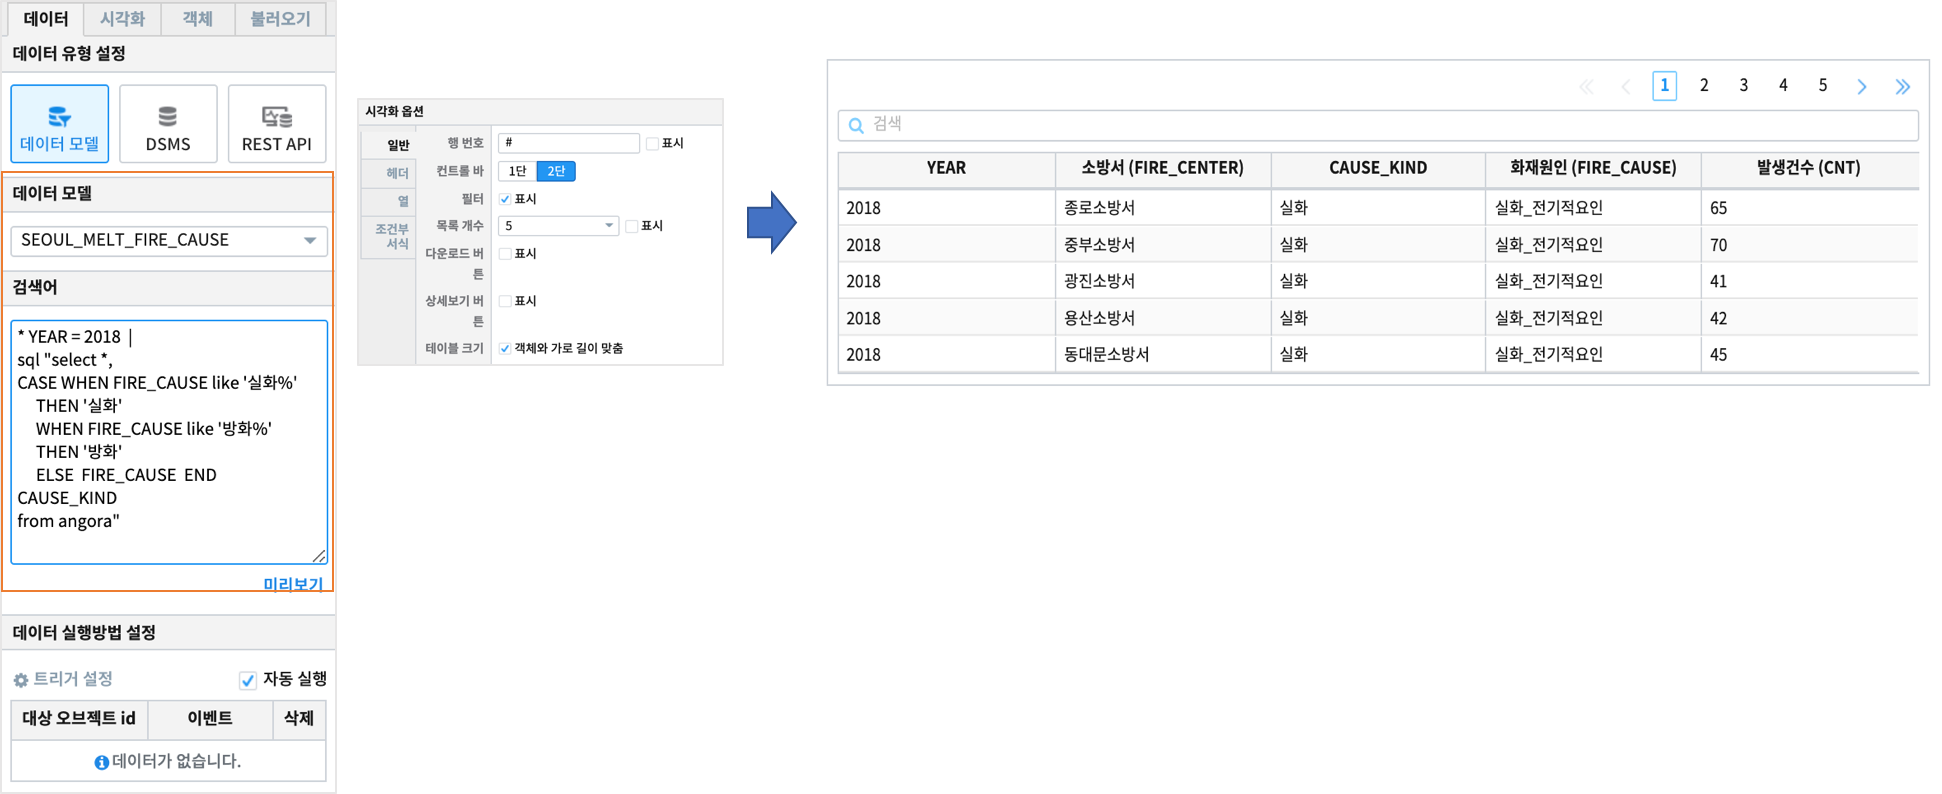 데이터 시각화 객체 불러오기
데이터 유형 설정
데이터 모델 DSMS REST API
데이터 모델
SEOUL_MELT_FIRE_CAUSE
검색어
* YEAR = 2018 |
sql "select *,
CASE WHEN FIRE_CAUSE like '실화%'
THEN '실화'
WHEN FIRE_CAUSE like '방화%'
THEN '방화'
ELSE FIRE_CAUSE END
CAUSE_KIND
from angora"
미리보기
데이터 실행방법 설정
트리거 설정 자동 실행
대상 오브젝트 id 이벤트 삭제
데이터가 없습니다.
시각화 옵션
일반
헤더
열
조건부
서식
행 번호 # 표시
컨트롤 바 1단 2단
필터 표시
목록 개수 5 표시
다운로드 버
튼
표시
상세보기 버
튼
표시
테이블 크기 객체와 가로 길이 맞춤
« ‹ 1 2 3 4 5 › »
검색
YEAR 소방서 (FIRE_CENTER) CAUSE_KIND 화재원인 (FIRE_CAUSE) 발생건수 (CNT)
2018 종로소방서 실화 실화_전기적요인 65
2018 중부소방서 실화 실화_전기적요인 70
2018 광진소방서 실화 실화_전기적요인 41
2018 용산소방서 실화 실화_전기적요인 42
2018 동대문소방서 실화 실화_전기적요인 45